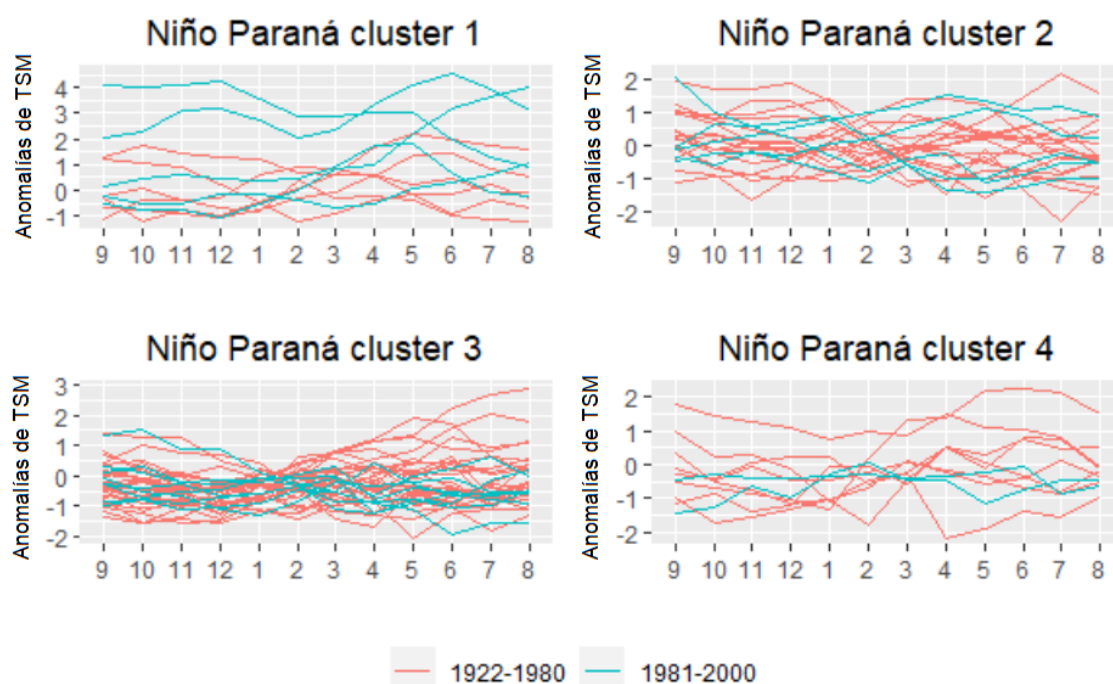 Niño Paraná cluster 1
Anomalías de TSM
4
3
2
1
0
-1
9 10 11 12 1 2 3 4 5 6 7 8
Niño Paraná cluster 2
Anomalías de TSM
2
1
0
-1
-2
9 10 11 12 1 2 3 4 5 6 7 8
Niño Paraná cluster 3
Anomalías de TSM
3
2
1
0
-1
-2
9 10 11 12 1 2 3 4 5 6 7 8
Niño Paraná cluster 4
Anomalías de TSM
2
1
0
-1
-2
9 10 11 12 1 2 3 4 5 6 7 8
1922-1980 1981-2000